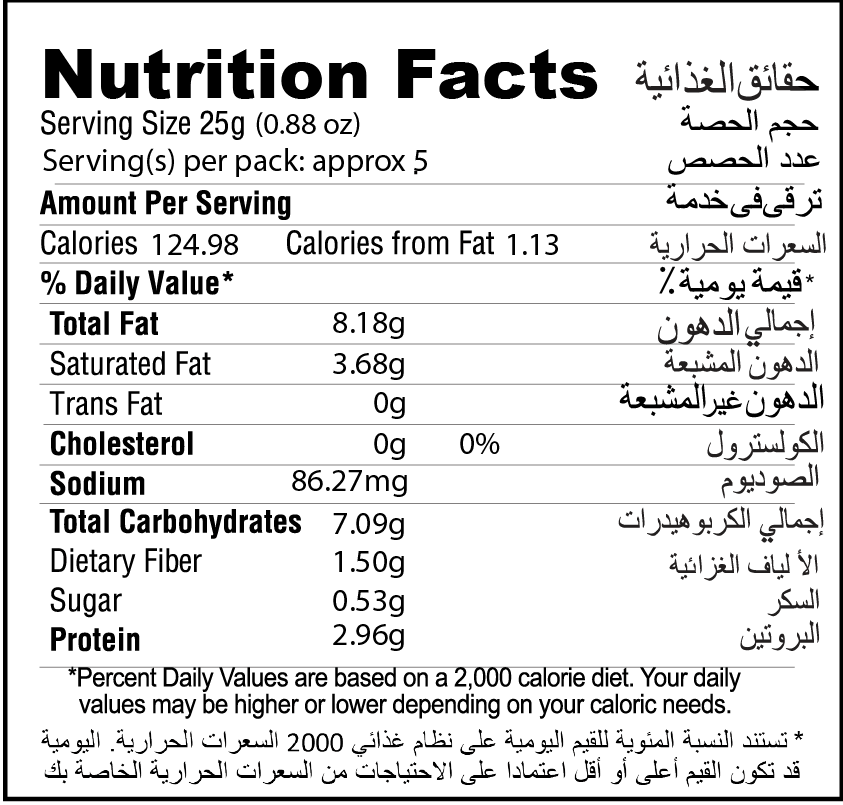 Nutrition Facts حقائق الغذائية
Serving Size 25g (0.88 oz) حجم الحصة
Serving(s) per pack: approx 5 عدد الحصص
Amount Per Serving ترقى فى خدمة
Calories 124.98 Calories from Fat 1.13 السعرات الحرارية
% Daily Value* *قيمة يومية ٪
Total Fat 8.18g إجمالي الدهون
Saturated Fat 3.68g الدهون المشبعة
Trans Fat 0g الدهون غير المشبعة
Cholesterol 0g 0% الكولسترول
Sodium 86.27mg الصوديوم
Total Carbohydrates 7.09g إجمالي الكربوهيدرات
Dietary Fiber 1.50g الألياف الغزائية
Sugar 0.53g السكر
Protein 2.96g البروتين
*Percent Daily Values are based on a 2,000 calorie diet. Your daily
values may be higher or lower depending on your caloric needs.
* تستند النسبة المئوية للقيم اليومية على نظام غذائي 2000 السعرات الحرارية. اليومية
قد تكون القيم أعلى أو أقل اعتمادا على الاحتياجات من السعرات الحرارية الخاصة بك